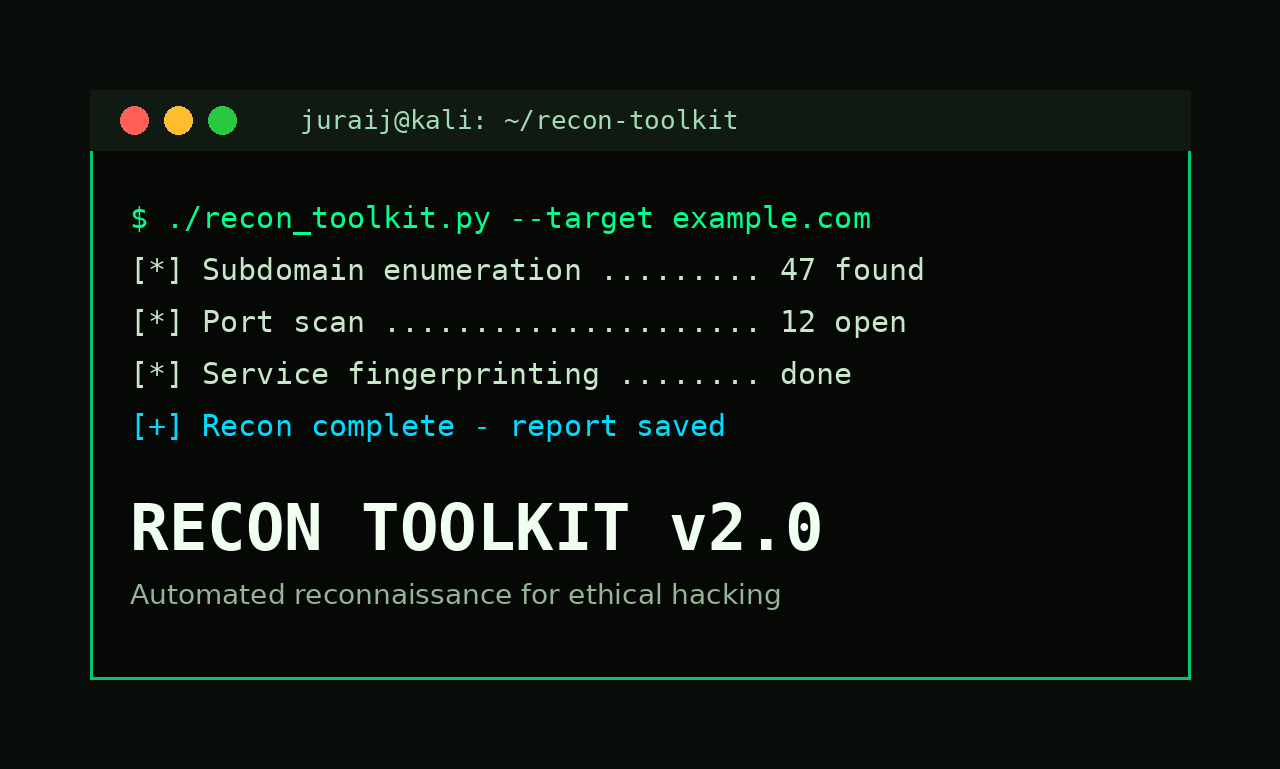 juraij@kali: ~/recon-toolkit
$ ./recon_toolkit.py --target example.com
[*] Subdomain enumeration ......... 47 found
[*] Port scan ..................... 12 open
[*] Service fingerprinting ........ done
[+] Recon complete - report saved
RECON TOOLKIT v2.0
Automated reconnaissance for ethical hacking